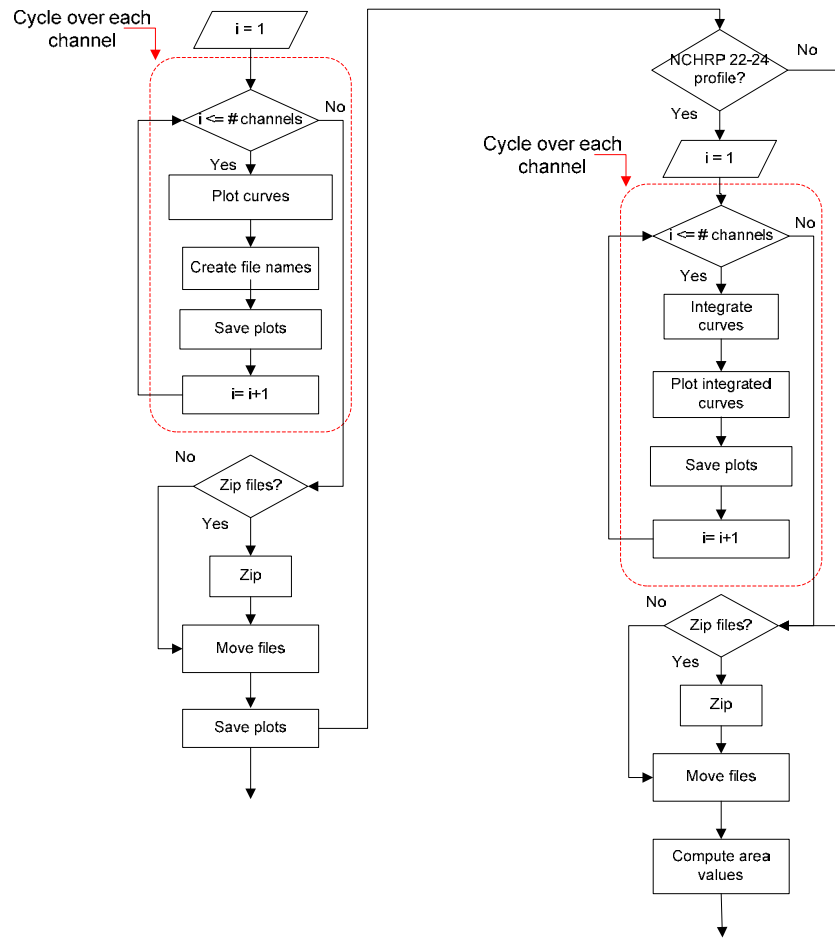 Cycle over each
channel
i = 1
i <= # channels
No
Yes
Plot curves
Create file names
Save plots
i= i+1
No
Zip files?
Yes
Zip
Move files
Save plots
NCHRP 22-24
profile?
No
Yes
Cycle over each
channel
i = 1
i <= # channels
No
Yes
Integrate
curves
Plot integrated
curves
Save plots
i= i+1
No
Zip files?
Yes
Zip
Move files
Compute area
values